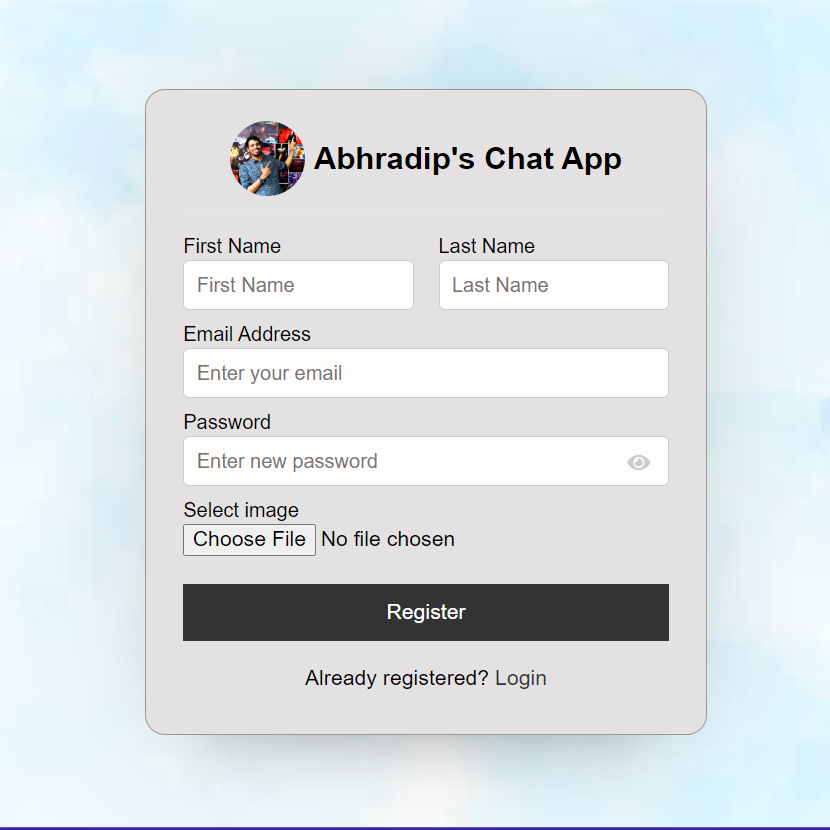 Abhradip's Chat App
First Name Last Name
First Name Last Name
Email Address
Enter your email
Password
Enter new password
Select image
Choose File No file chosen
Register
Already registered? Login